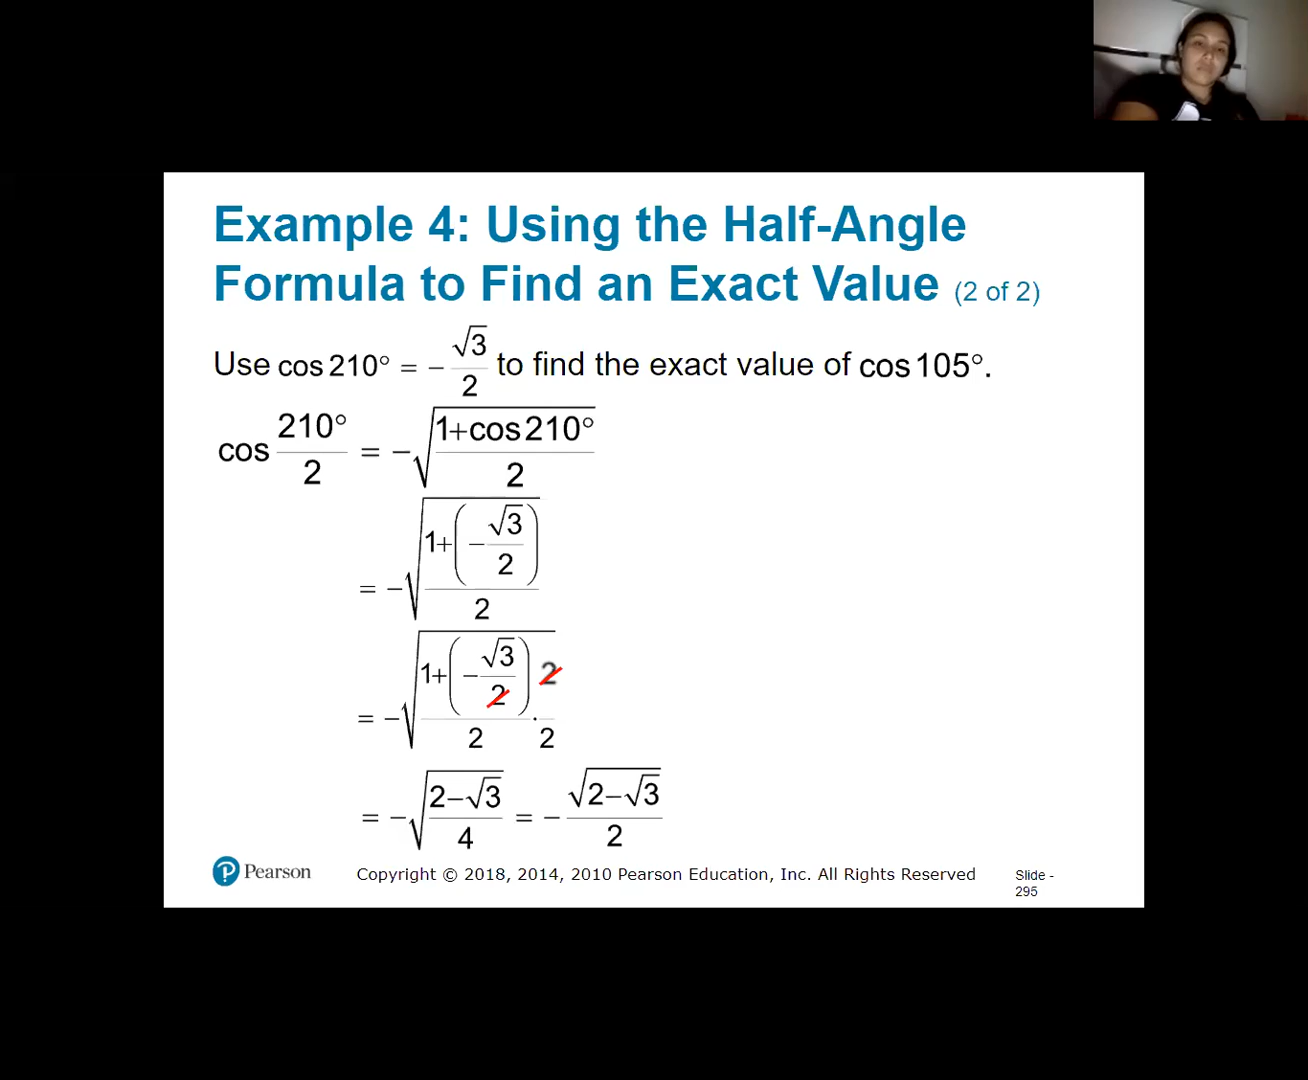 Example 4: Using the Half-Angle
Formula to Find an Exact Value (2 of 2)
Use cos 210° = −√3/2 to find the exact value of cos 105°.
cos 210°/2 = −√((1+cos 210°)/2)
= −√((1+(−√3/2))/2)
= −√((1+(−√3/2))/2 · 2/2)
= −√((2−√3)/4) = −√(2−√3)/2
P Pearson
Copyright © 2018, 2014, 2010 Pearson Education, Inc. All Rights Reserved
Slide -
295